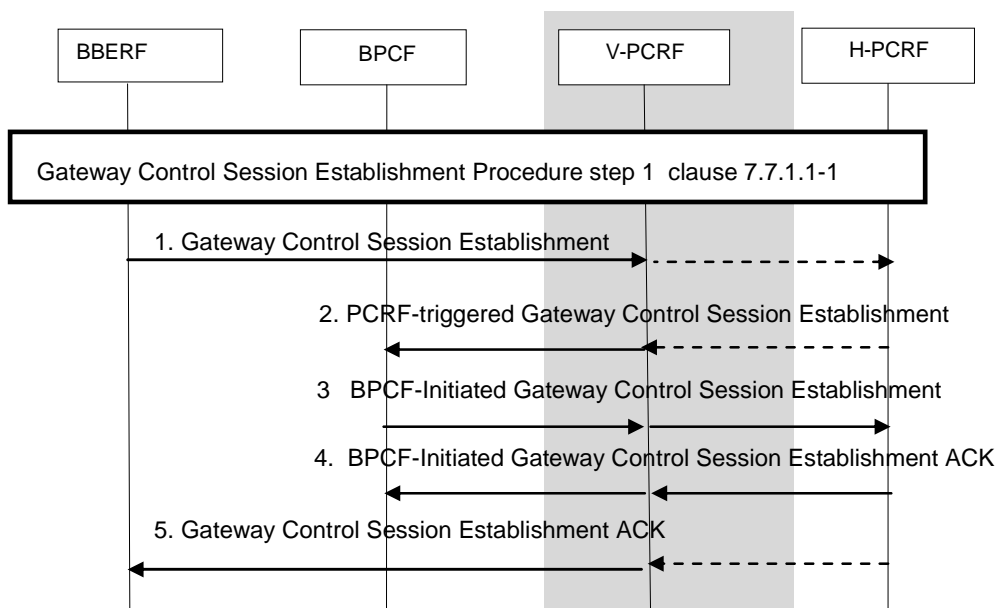 BBERF
BPCF
V-PCRF
H-PCRF
Gateway Control Session Establishment Procedure step 1 clause 7.7.1.1-1
1. Gateway Control Session Establishment
2. PCRF-triggered Gateway Control Session Establishment
3 BPCF-Initiated Gateway Control Session Establishment
4. BPCF-Initiated Gateway Control Session Establishment ACK
5. Gateway Control Session Establishment ACK